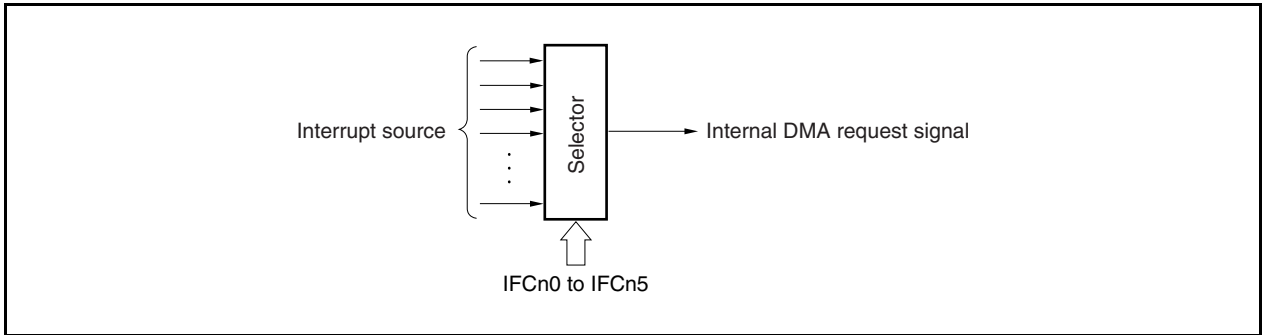 Interrupt source
Selector
Internal DMA request signal
IFCn0 to IFCn5